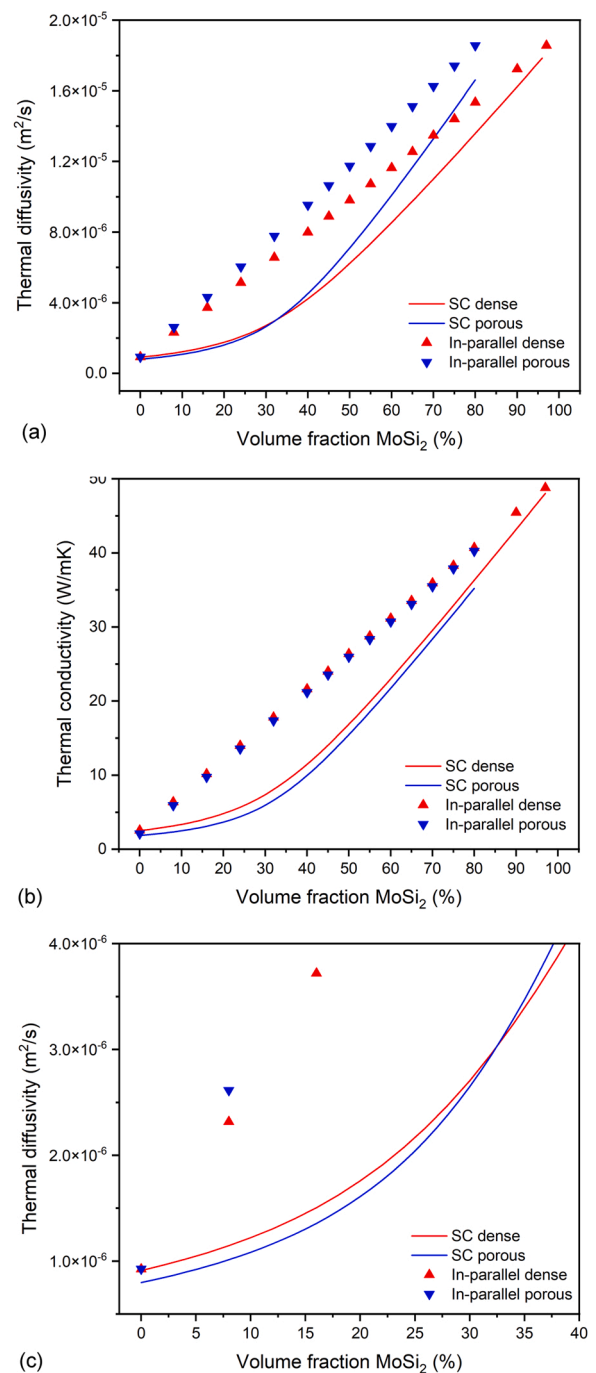 2.0×10⁻⁵
1.6×10⁻⁵
1.2×10⁻⁵
8.0×10⁻⁶
4.0×10⁻⁶
0.0
Thermal diffusivity (m²/s)
SC dense
SC porous
In-parallel dense
In-parallel porous
0 10 20 30 40 50 60 70 80 90 100
(a)
Volume fraction MoSi₂ (%)
50
40
30
20
10
0
Thermal conductivity (W/mK)
SC dense
SC porous
In-parallel dense
In-parallel porous
0 10 20 30 40 50 60 70 80 90 100
(b)
Volume fraction MoSi₂ (%)
4.0×10⁻⁶
3.0×10⁻⁶
2.0×10⁻⁶
1.0×10⁻⁶
Thermal diffusivity (m²/s)
SC dense
SC porous
In-parallel dense
In-parallel porous
0 5 10 15 20 25 30 35 40
(c)
Volume fraction MoSi₂ (%)